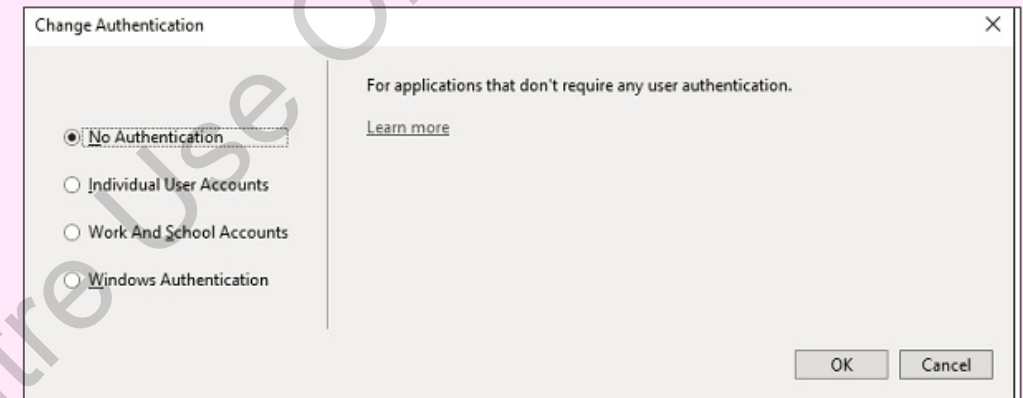 Change Authentication
For applications that don't require any user authentication.
Learn more
No Authentication
Individual User Accounts
Work And School Accounts
Windows Authentication
OK Cancel
Use